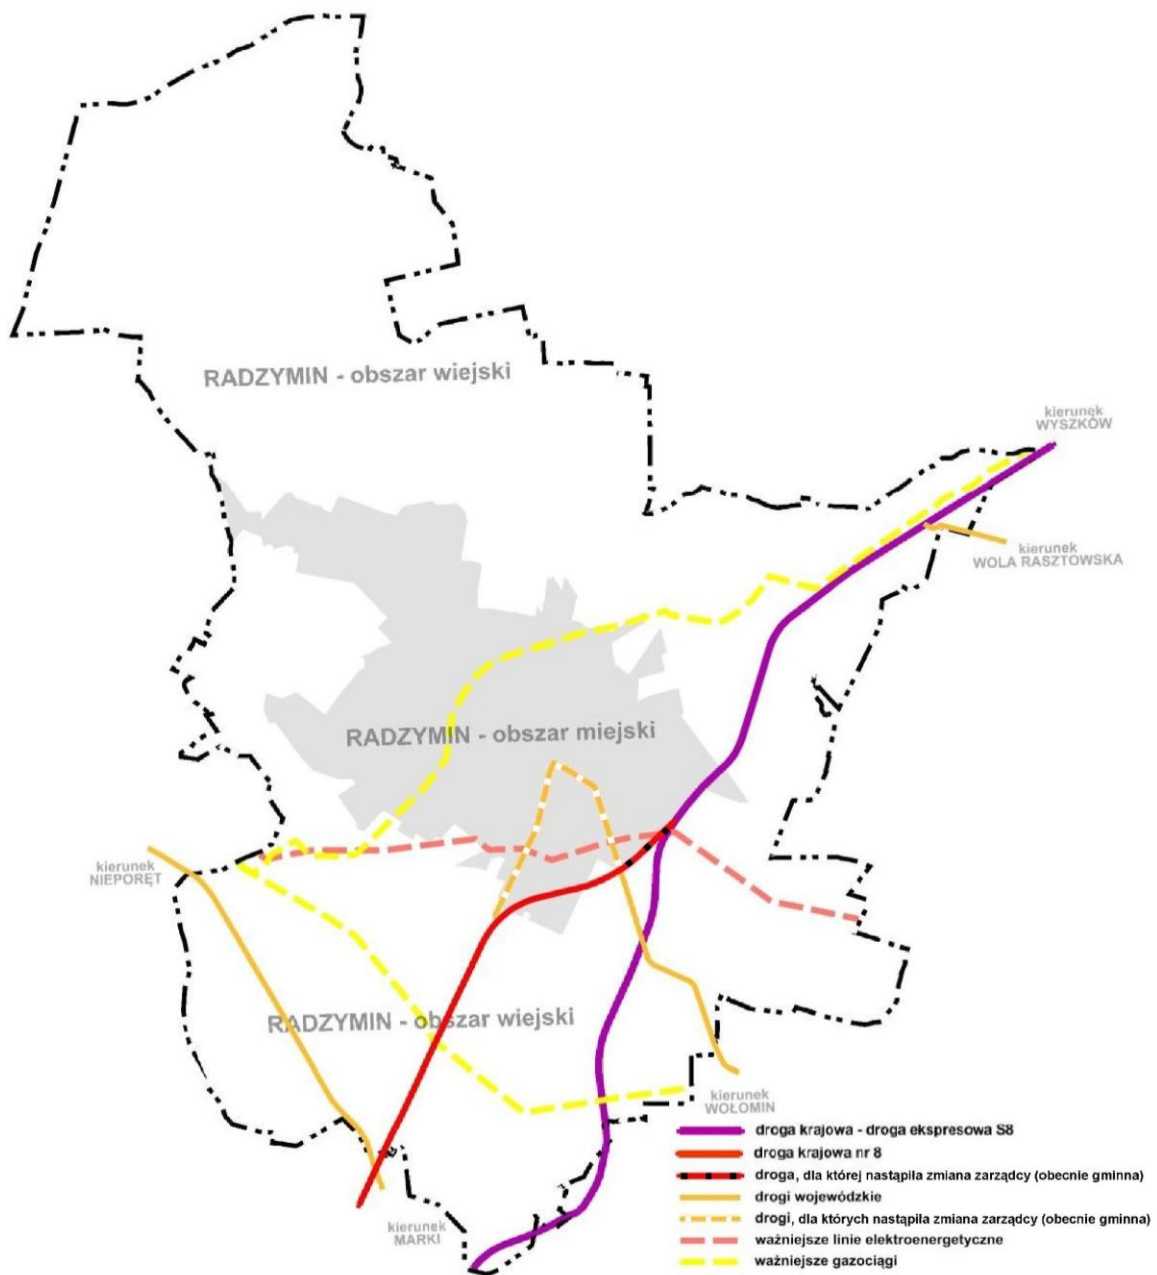 RADZYMIN - obszar wiejski
kierunek
WYSZKÓW
kierunek
WOLA RASZTOWSKA
RADZYMIN - obszar miejski
kierunek
NIEPORĘT
RADZYMIN - obszar wiejski
kierunek
WOŁOMIN
kierunek
MARKI
droga krajowa - droga ekspresowa S8
droga krajowa nr 8
droga, dla której nastąpiła zmiana zarządcy (obecnie gminna)
drogi wojewódzkie
drogi, dla których nastąpiła zmiana zarządcy (obecnie gminna)
ważniejsze linie elektroenergetyczne
ważniejsze gazociągi